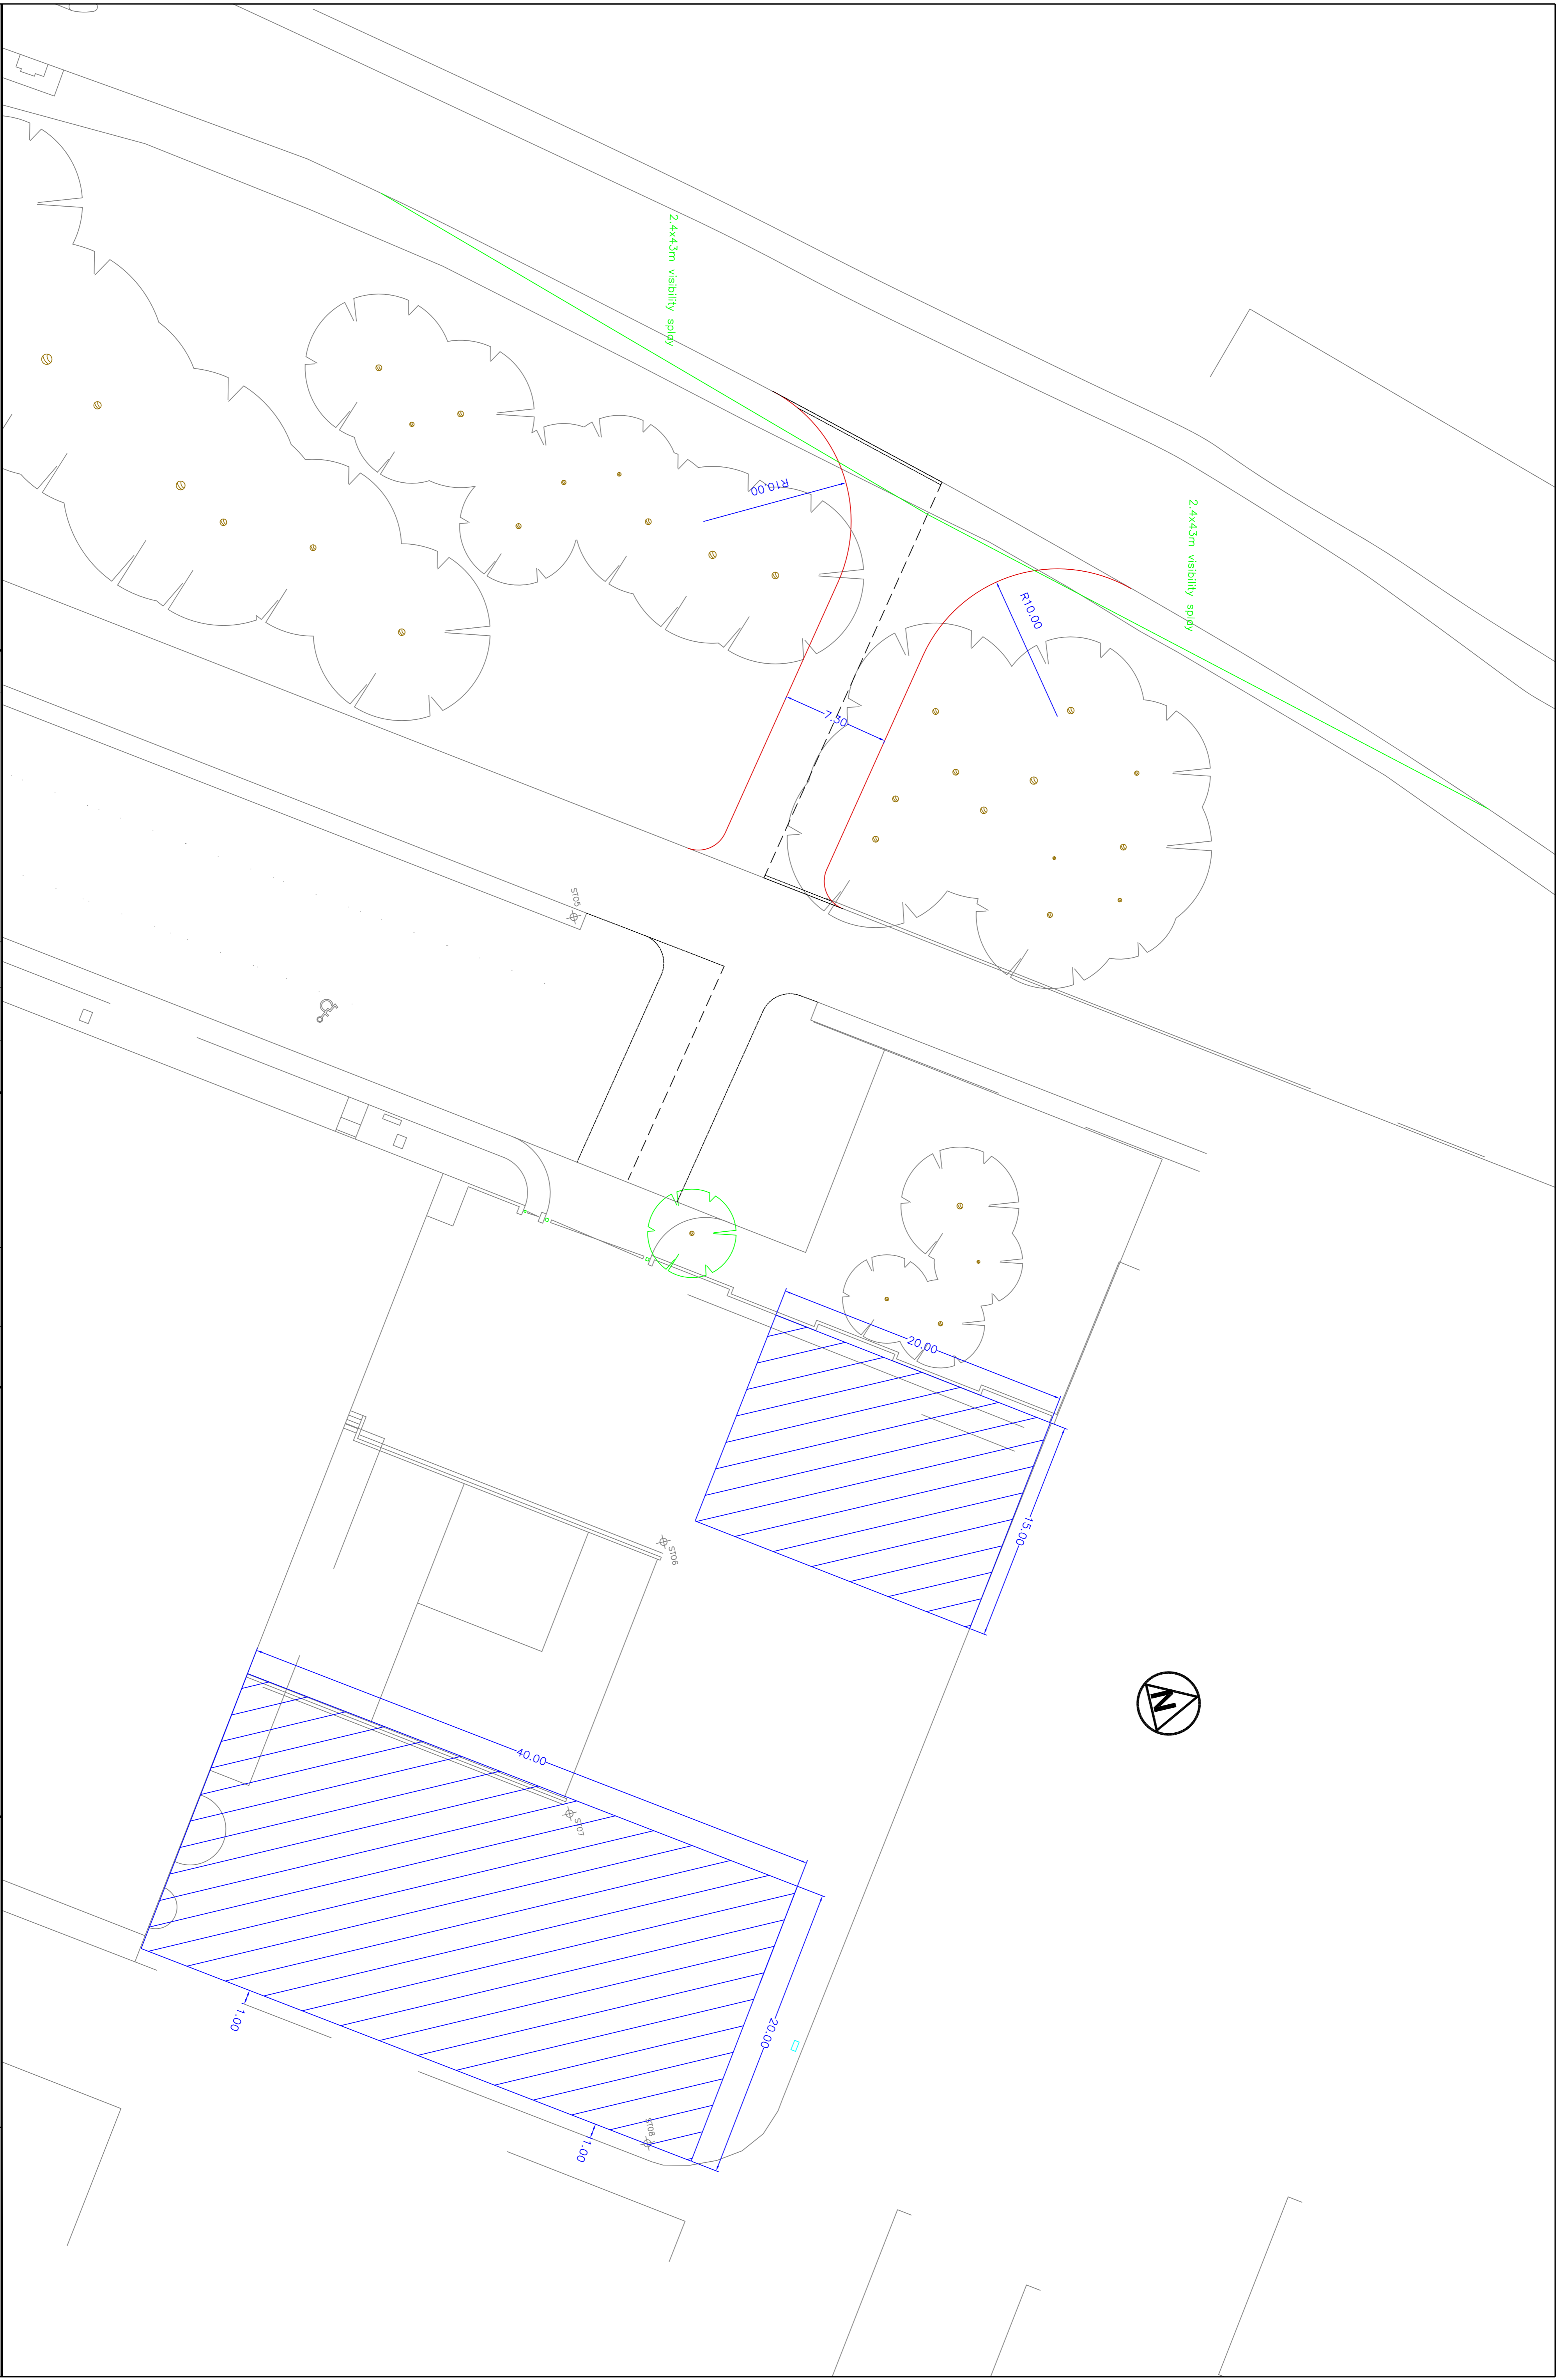 2.4x43m visibility splay
R10.00
2.4x43m visibility splay
R10.00
7.30
ST05
20.00
15.00
ST06
N
40.00
ST07
20.00
1.00
ST08
1.00